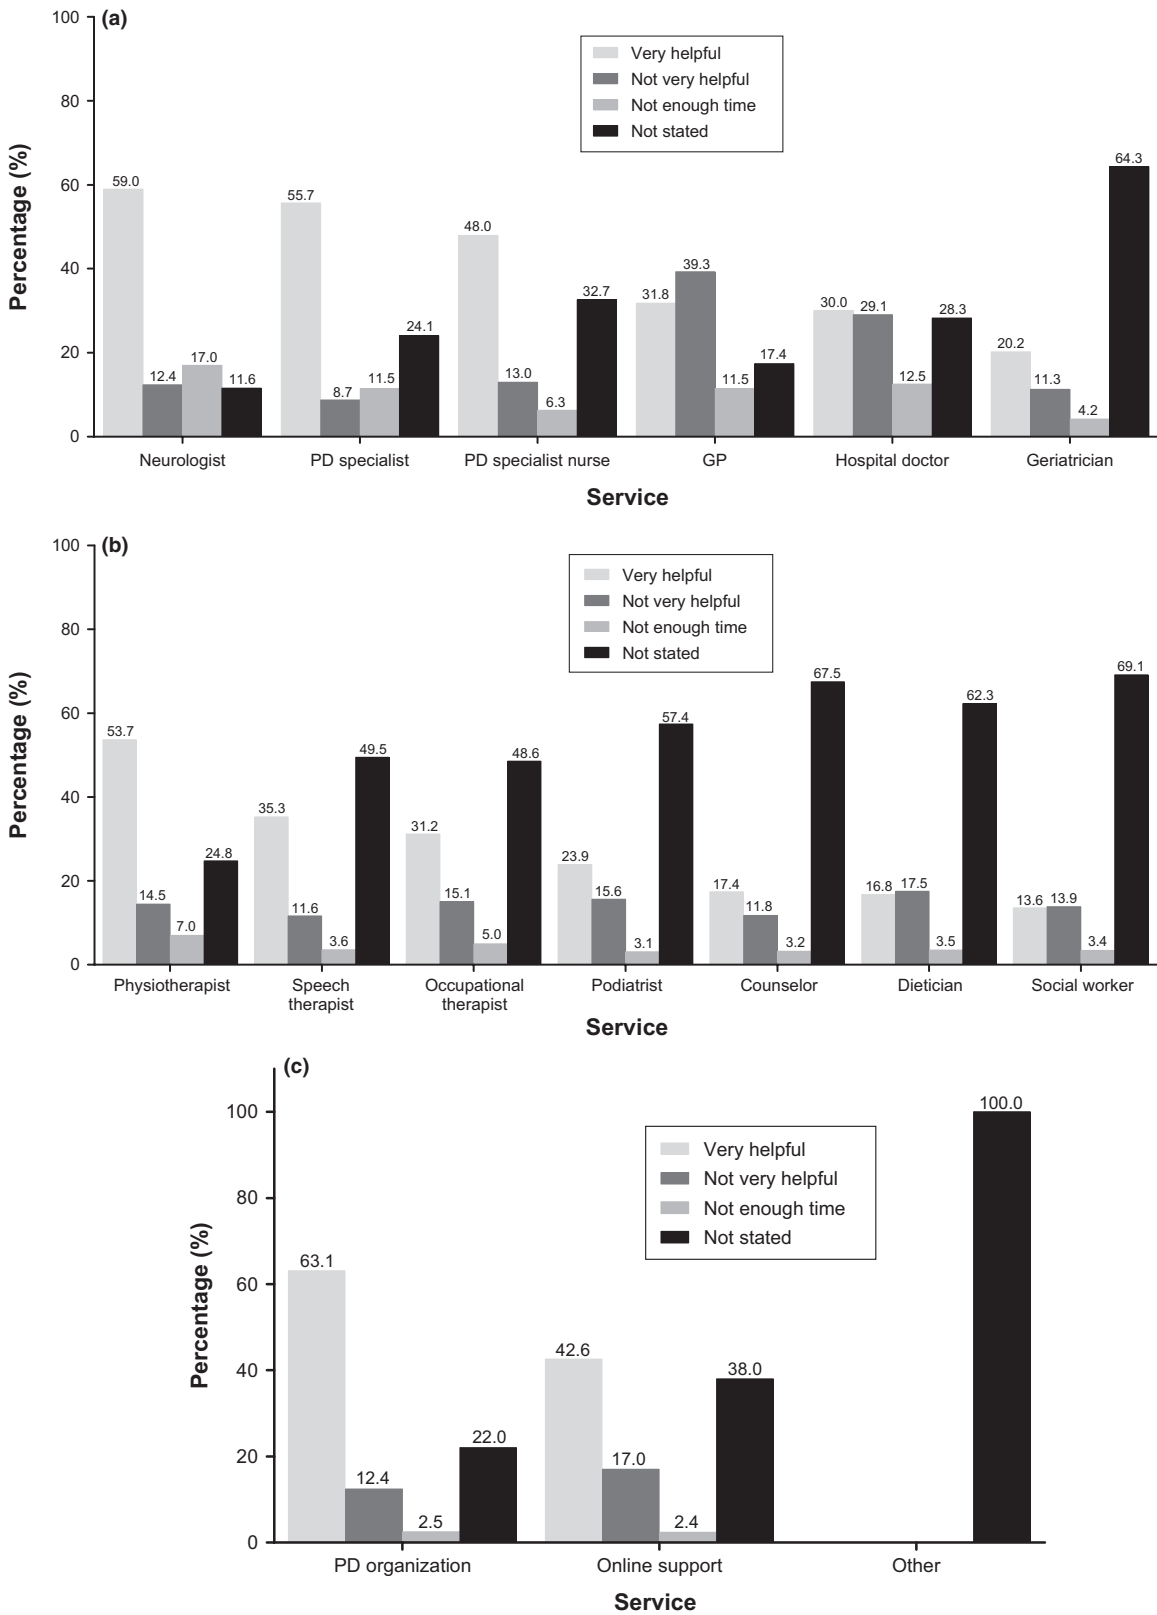 (a)
100
80
60
40
20
0
Percentage (%)
Very helpful
Not very helpful
Not enough time
Not stated
59.0
12.4
17.0
11.6
55.7
8.7
11.5
24.1
48.0
13.0
6.3
32.7
31.8
39.3
11.5
17.4
30.0
29.1
12.5
28.3
20.2
11.3
4.2
64.3
Neurologist
PD specialist
PD specialist nurse
GP
Hospital doctor
Geriatrician
Service
(b)
100
80
60
40
20
0
Percentage (%)
Very helpful
Not very helpful
Not enough time
Not stated
53.7
14.5
7.0
24.8
35.3
11.6
3.6
49.5
31.2
15.1
5.0
48.6
23.9
15.6
3.1
57.4
17.4
11.8
3.2
67.5
16.8
17.5
3.5
62.3
13.6
13.9
3.4
69.1
Physiotherapist
Speech
therapist
Occupational
therapist
Podiatrist
Counselor
Dietician
Social worker
Service
(c)
100
80
60
40
20
0
Percentage (%)
Very helpful
Not very helpful
Not enough time
Not stated
63.1
12.4
2.5
22.0
42.6
17.0
2.4
38.0
100.0
PD organization
Online support
Other
Service